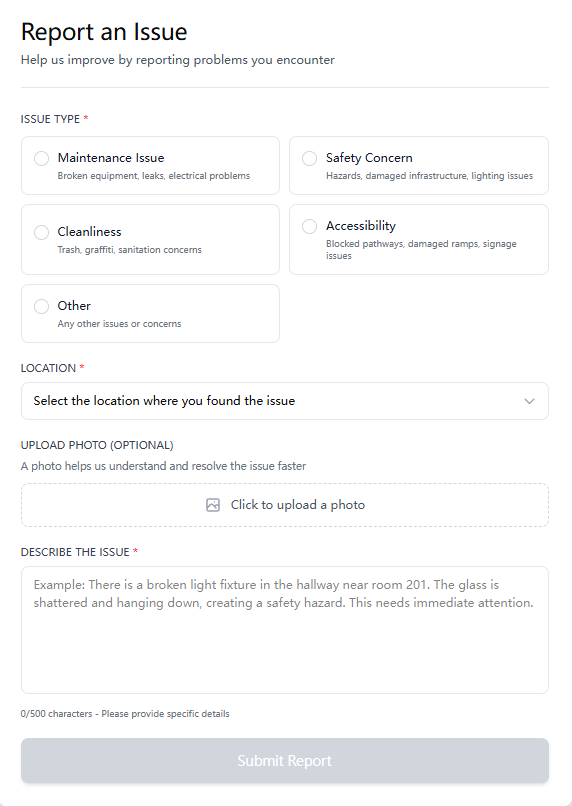 Report an Issue
Help us improve by reporting problems you encounter
ISSUE TYPE *
Maintenance Issue
Broken equipment, leaks, electrical problems
Safety Concern
Hazards, damaged infrastructure, lighting issues
Cleanliness
Trash, graffiti, sanitation concerns
Accessibility
Blocked pathways, damaged ramps, signage
issues
Other
Any other issues or concerns
LOCATION *
Select the location where you found the issue
UPLOAD PHOTO (OPTIONAL)
A photo helps us understand and resolve the issue faster
Click to upload a photo
DESCRIBE THE ISSUE *
Example: There is a broken light fixture in the hallway near room 201. The glass is
shattered and hanging down, creating a safety hazard. This needs immediate attention.
0/500 characters - Please provide specific details
Submit Report